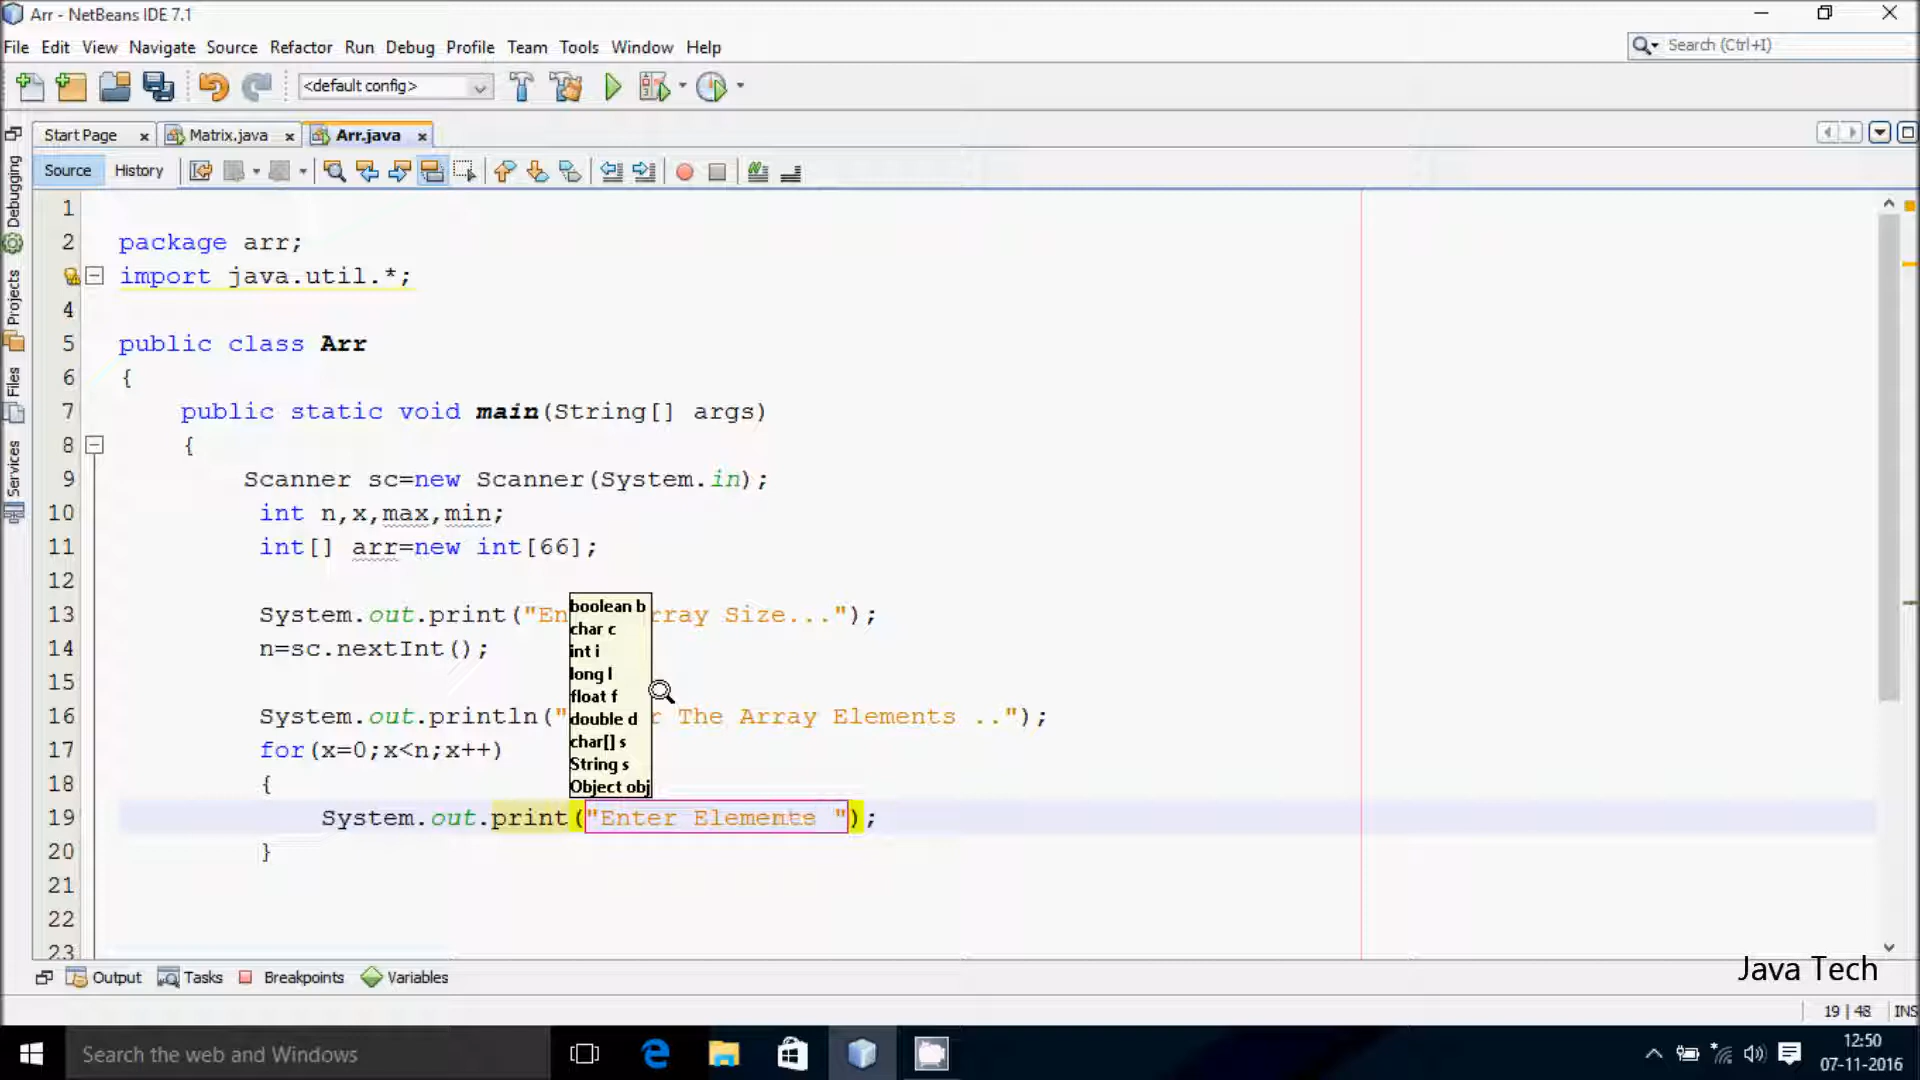 Arr - NetBeans IDE 7.1
File Edit View Navigate Source Refactor Run Debug Profile Team Tools Window Help
Search (Ctrl+I)
<default config>
Start Page
Matrix.java
Arr.java
Source History
Debugging
Projects
Files
Services
1
2 package arr;
import java.util.*;
4
5 public class Arr
6 {
7 public static void main(String[] args)
8 {
9 Scanner sc=new Scanner(System.in);
10 int n,x,max,min;
11 int[] arr=new int[66];
12
13 System.out.print("En rray Size...");
14 n=sc.nextInt();
15
16 System.out.println(" r The Array Elements ..");
17 for(x=0;x<n;x++)
18 {
19 System.out.print("Enter Elements ");
20 }
21
22
23
boolean b
char c
int i
long l
float f
double d
char[] s
String s
Object obj
Output Tasks Breakpoints Variables
Java Tech
19 | 48 INS
Search the web and Windows
12:50
07-11-2016